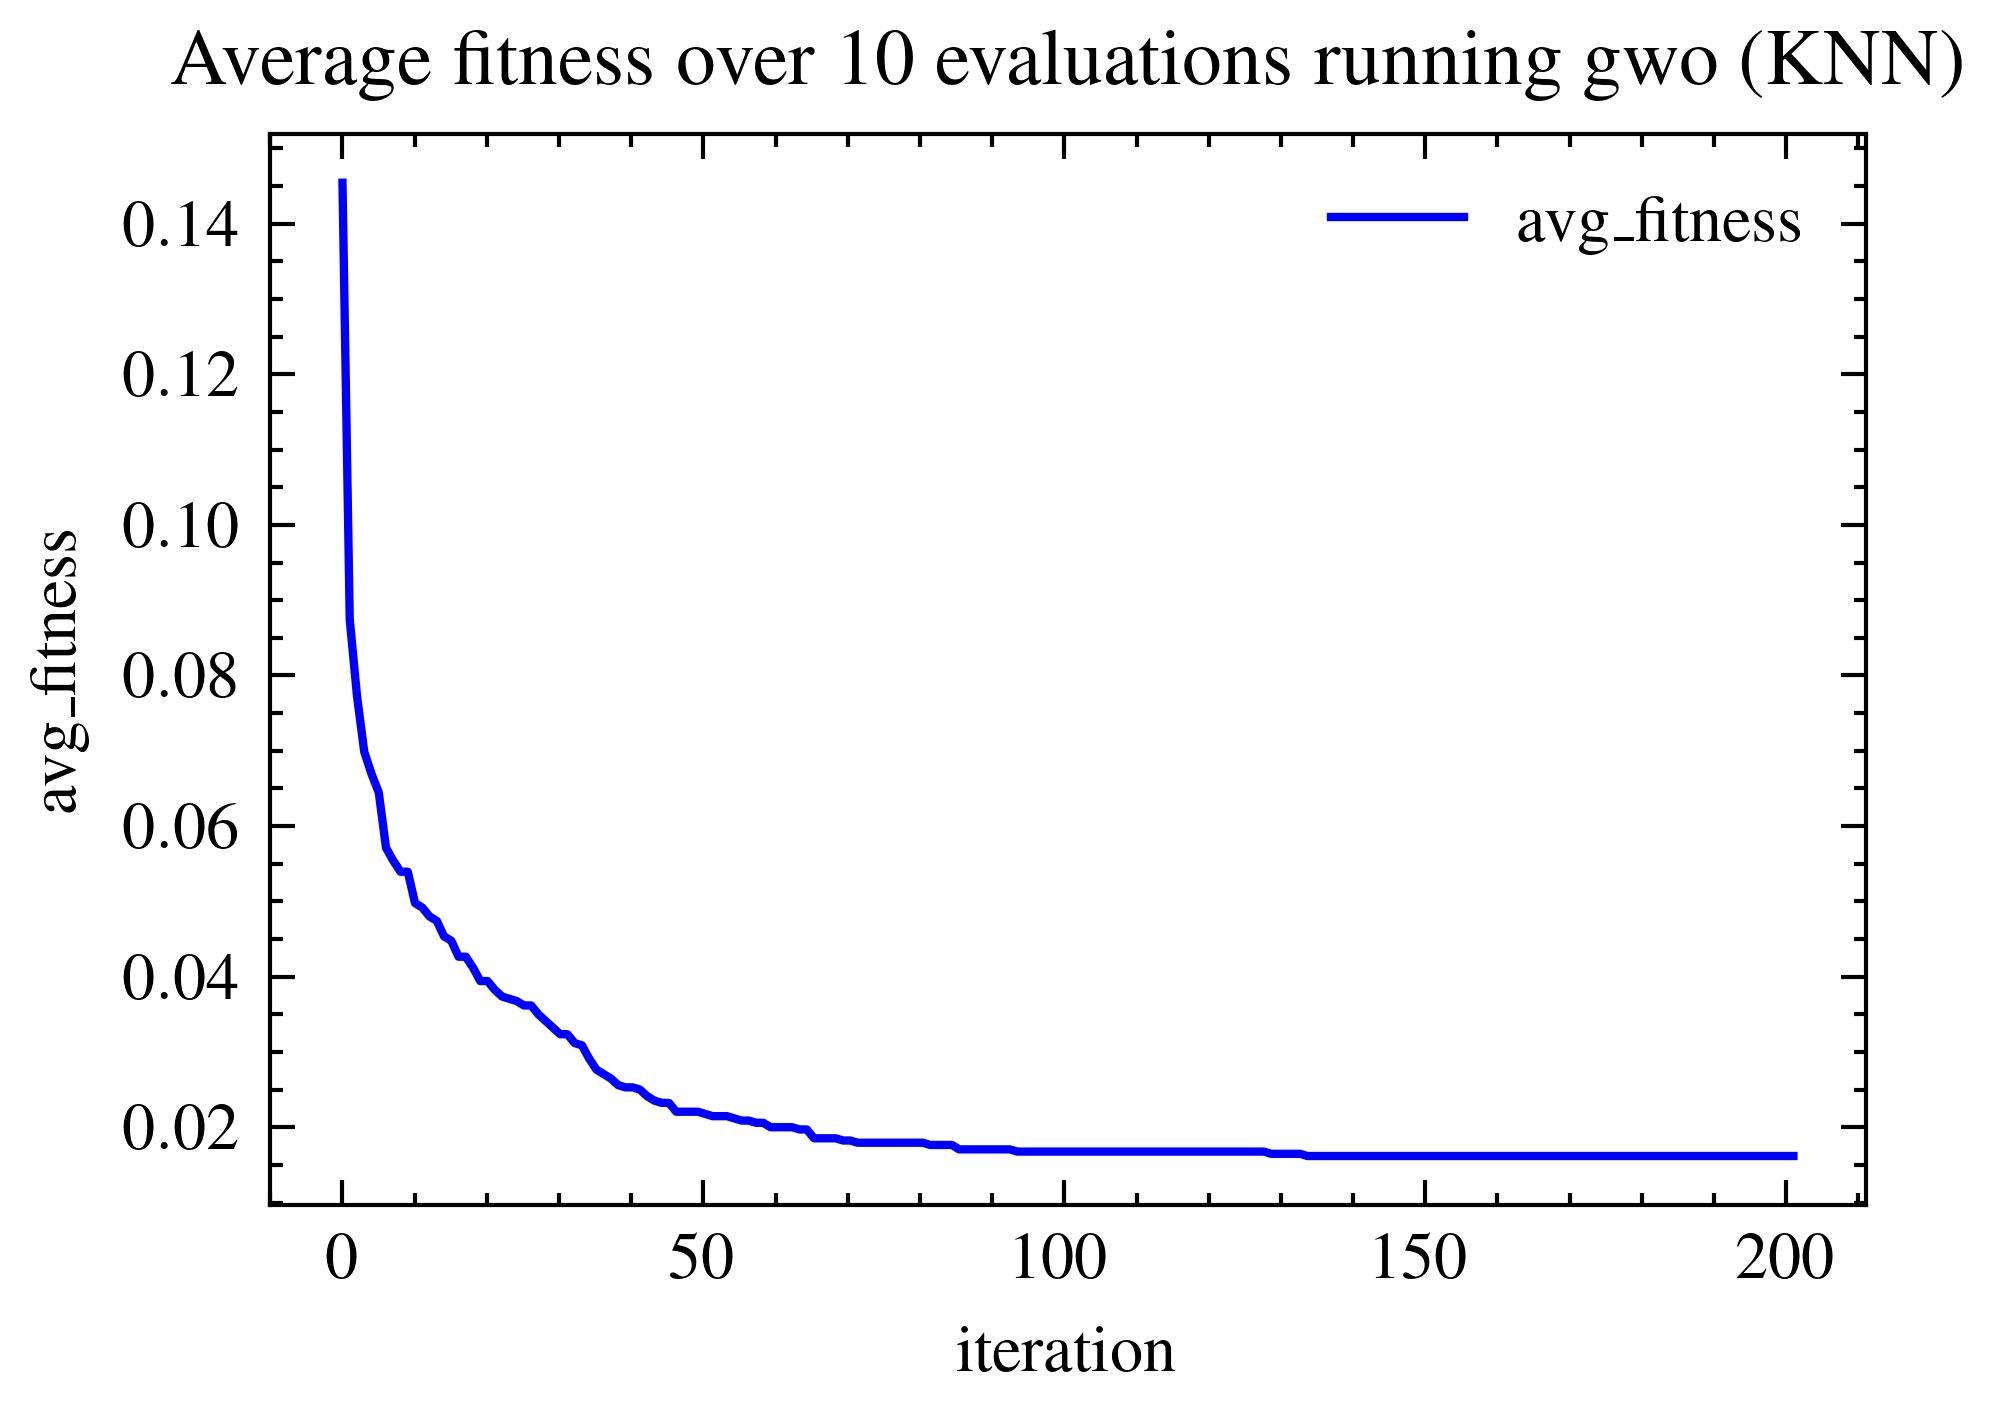 Average fitness over 10 evaluations running gwo (KNN)
avg_fitness
0.14
0.12
0.10
0.08
0.06
0.04
0.02
avg_fitness
0 50 100 150 200
iteration